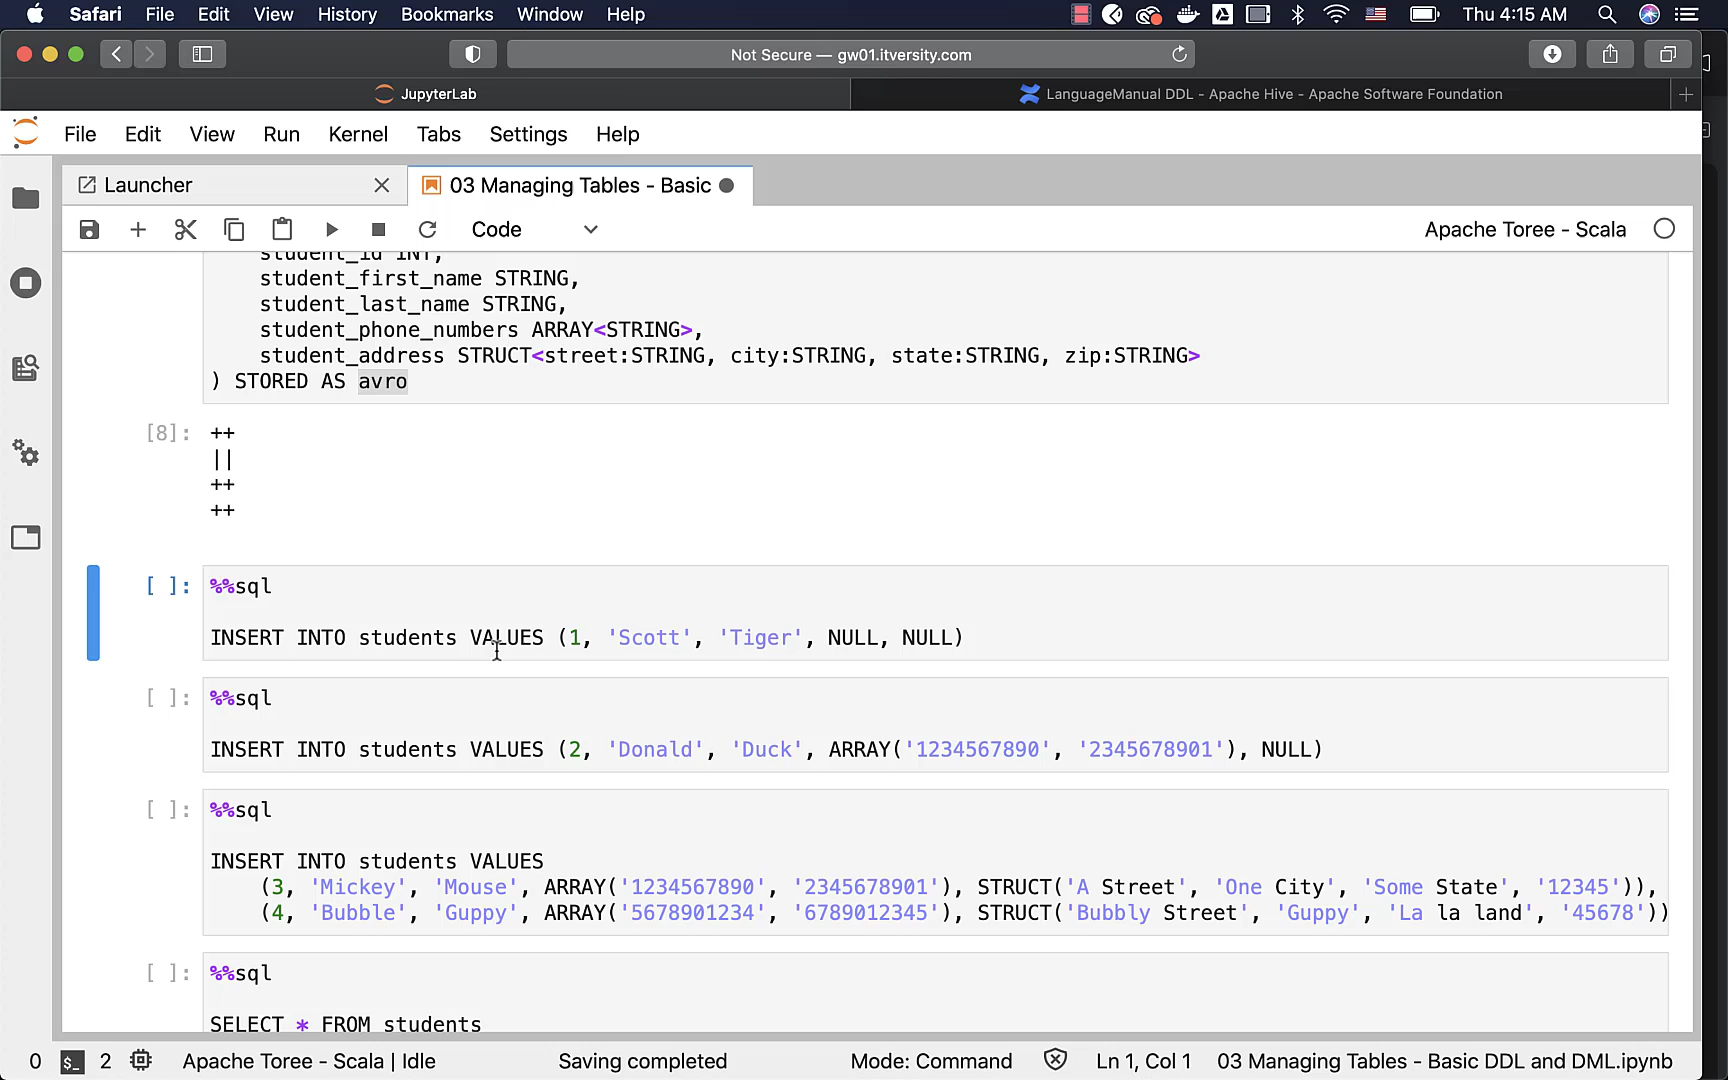 Safari File Edit View History Bookmarks Window Help Thu 4:15 AM
Not Secure — gw01.itversity.com
JupyterLab LanguageManual DDL - Apache Hive - Apache Software Foundation
File Edit View Run Kernel Tabs Settings Help
Launcher 03 Managing Tables - Basic
Code Apache Toree - Scala
student_id INT,
student_first_name STRING,
student_last_name STRING,
student_phone_numbers ARRAY<STRING>,
student_address STRUCT<street:STRING, city:STRING, state:STRING, zip:STRING>
) STORED AS avro
[8]: ++
||
++
++
[ ]: %%sql
INSERT INTO students VALUES (1, 'Scott', 'Tiger', NULL, NULL)
[ ]: %%sql
INSERT INTO students VALUES (2, 'Donald', 'Duck', ARRAY('1234567890', '2345678901'), NULL)
[ ]: %%sql
INSERT INTO students VALUES
(3, 'Mickey', 'Mouse', ARRAY('1234567890', '2345678901'), STRUCT('A Street', 'One City', 'Some State', '12345')),
(4, 'Bubble', 'Guppy', ARRAY('5678901234', '6789012345'), STRUCT('Bubbly Street', 'Guppy', 'La la land', '45678'))
[ ]: %%sql
SELECT * FROM students
0 $_ 2 Apache Toree - Scala | Idle Saving completed Mode: Command Ln 1, Col 1 03 Managing Tables - Basic DDL and DML.ipynb